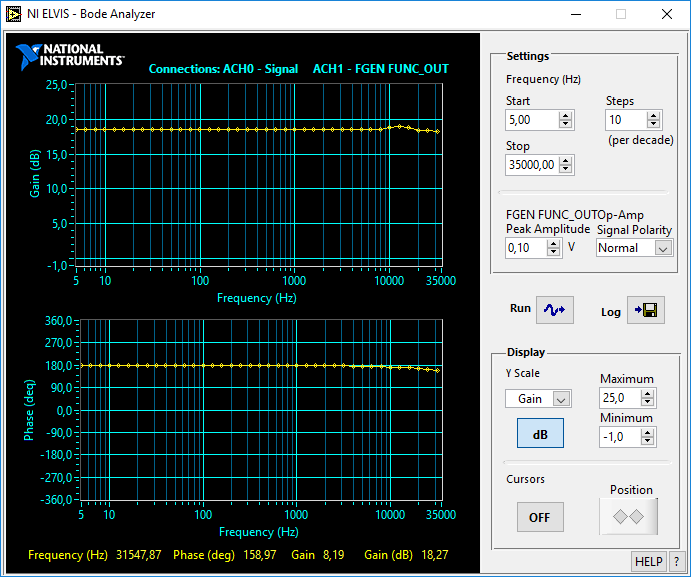 NI ELVIS - Bode Analyzer
NATIONAL
INSTRUMENTS™
Connections: ACH0 - Signal ACH1 - FGEN FUNC_OUT
25,0
20,0
15,0
10,0
5,0
-1,0
Gain (dB)
5 10 100 1000 10000 35000
Frequency (Hz)
360,0
270,0
180,0
90,0
0,0
-90,0
-180,0
-270,0
-360,0
Phase (deq)
5 10 100 1000 10000 35000
Frequency (Hz)
Frequency (Hz) 31547,87 Phase (deg) 158,97 Gain 8,19 Gain (dB) 18,27
Settings
Frequency (Hz)
Start Steps
5,00 10
(per decade)
Stop
35000,00
FGEN FUNC_OUT Op-Amp
Peak Amplitude Signal Polarity
0,10 V Normal
Run Log
Display
Y Scale Maximum
Gain 25,0
Minimum
dB -1,0
Cursors Position
OFF
HELP ?